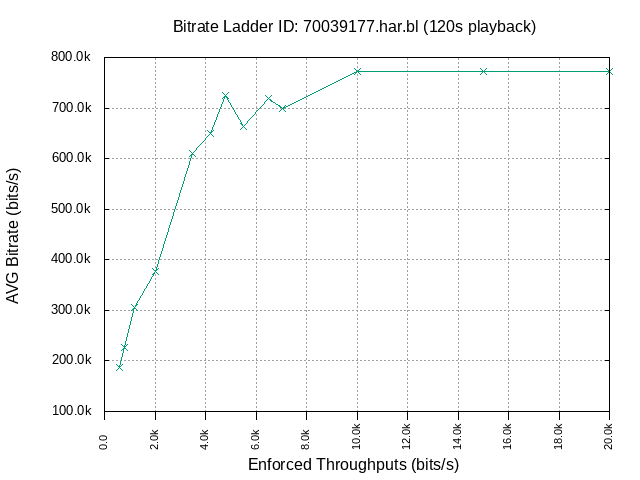 Bitrate Ladder ID: 70039177.har.bl (120s playback)
800.0k
700.0k
600.0k
500.0k
400.0k
300.0k
200.0k
100.0k
AVG Bitrate (bits/s)
0.0
2.0k
4.0k
6.0k
8.0k
10.0k
12.0k
14.0k
16.0k
18.0k
20.0k
Enforced Throughputs (bits/s)